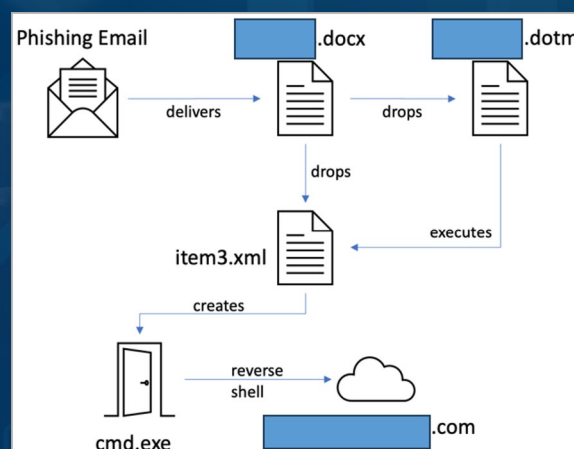 Phishing Email
.docx
.dotm
delivers
drops
drops
executes
item3.xml
creates
reverse
shell
cmd.exe
.com